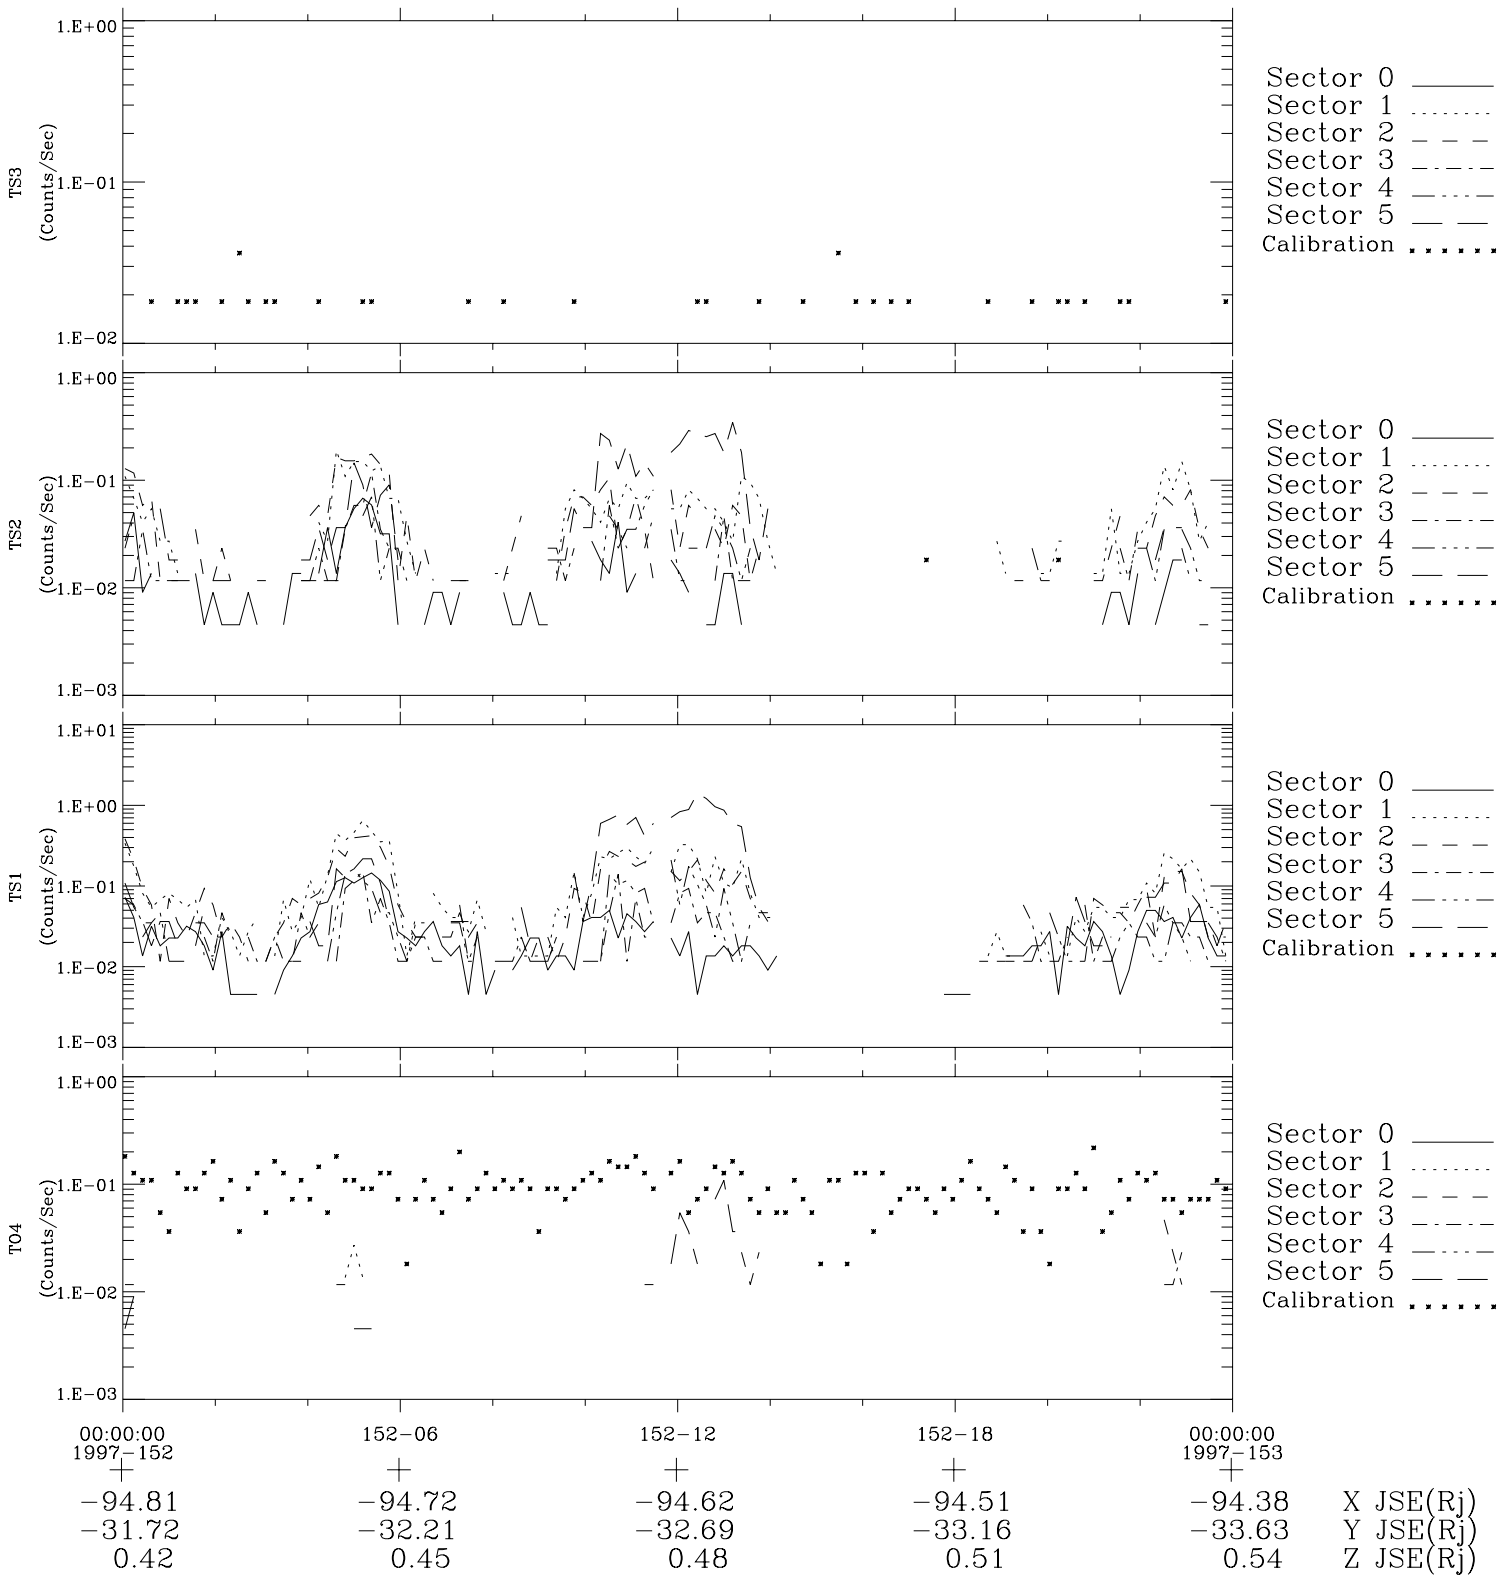 1.E+00
1.E-01
1.E-02
TS3
(Counts/Sec)
Sector 0
Sector 1
Sector 2
Sector 3
Sector 4
Sector 5
Calibration
1.E+00
1.E-01
1.E-02
1.E-03
TS2
(Counts/Sec)
Sector 0
Sector 1
Sector 2
Sector 3
Sector 4
Sector 5
Calibration
1.E+01
1.E+00
1.E-01
1.E-02
1.E-03
TS1
(Counts/Sec)
Sector 0
Sector 1
Sector 2
Sector 3
Sector 4
Sector 5
Calibration
1.E+00
1.E-01
1.E-02
1.E-03
TO4
(Counts/Sec)
Sector 0
Sector 1
Sector 2
Sector 3
Sector 4
Sector 5
Calibration
00:00:00 152-06 152-12 152-18 00:00:00
1997-152 1997-153
-94.81 -94.72 -94.62 -94.51 -94.38 X JSE(Rj)
-31.72 -32.21 -32.69 -33.16 -33.63 Y JSE(Rj)
0.42 0.45 0.48 0.51 0.54 Z JSE(Rj)